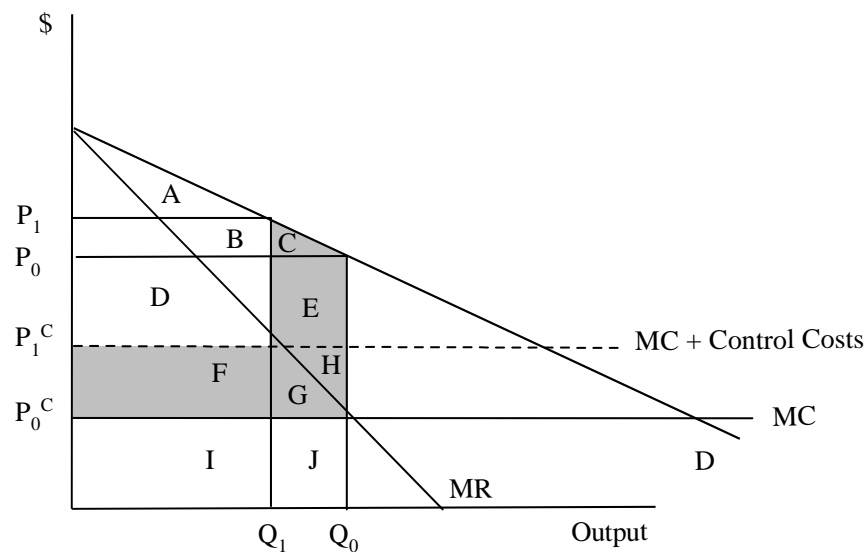 $
A
P₁
B
C
P₀
D
E
P₁ᶜ
MC + Control Costs
F
H
G
P₀ᶜ
MC
I
J
D
MR
Q₁
Q₀
Output